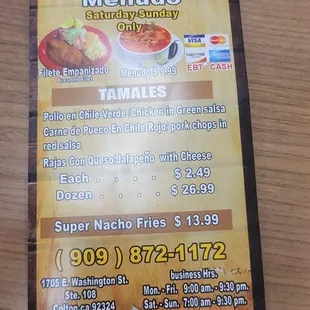 Menudo
Saturday-Sunday
Only
VISA
Filete Empanizado
Breaded Fish
Menudo $ 9.99
EBT CASH
TAMALES
Pollo en Chile Verde, Chicken in Green salsa
Carne de Pueco En Chile Rojo pork chops in
red salsa
Rajas Con Queso Jalapeño with Cheese
Each . . . . . $ 2.49
Dozen . . . . $ 26.99
Super Nacho Fries $ 13.99
( 909 ) 872-1172
1705 E. Washington St.
Ste. 108
Colton ca 92324
business Hrs.
Mon. - Fri. 9:00 am. - 9:30 pm.
Sat. - Sun. 7:00 am - 9:30 pm.